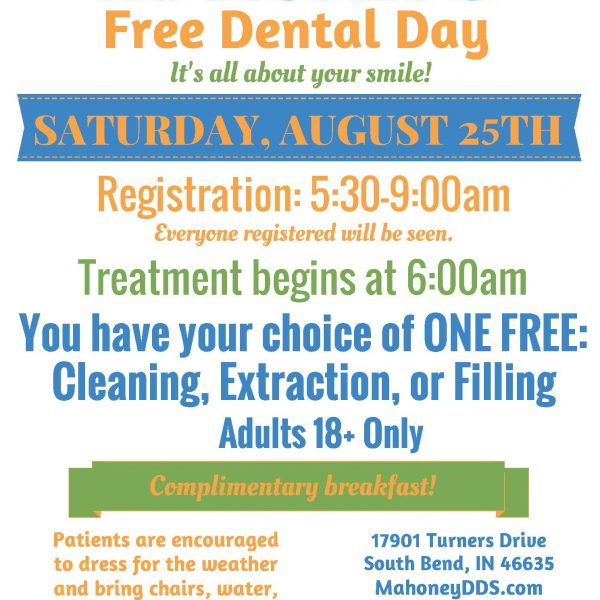 Free Dental Day
It's all about your smile!
SATURDAY, AUGUST 25TH
Registration: 5:30-9:00am
Everyone registered will be seen.
Treatment begins at 6:00am
You have your choice of ONE FREE:
Cleaning, Extraction, or Filling
Adults 18+ Only
Complimentary breakfast!
Patients are encouraged
to dress for the weather
and bring chairs, water,
17901 Turners Drive
South Bend, IN 46635
MahoneyDDS.com